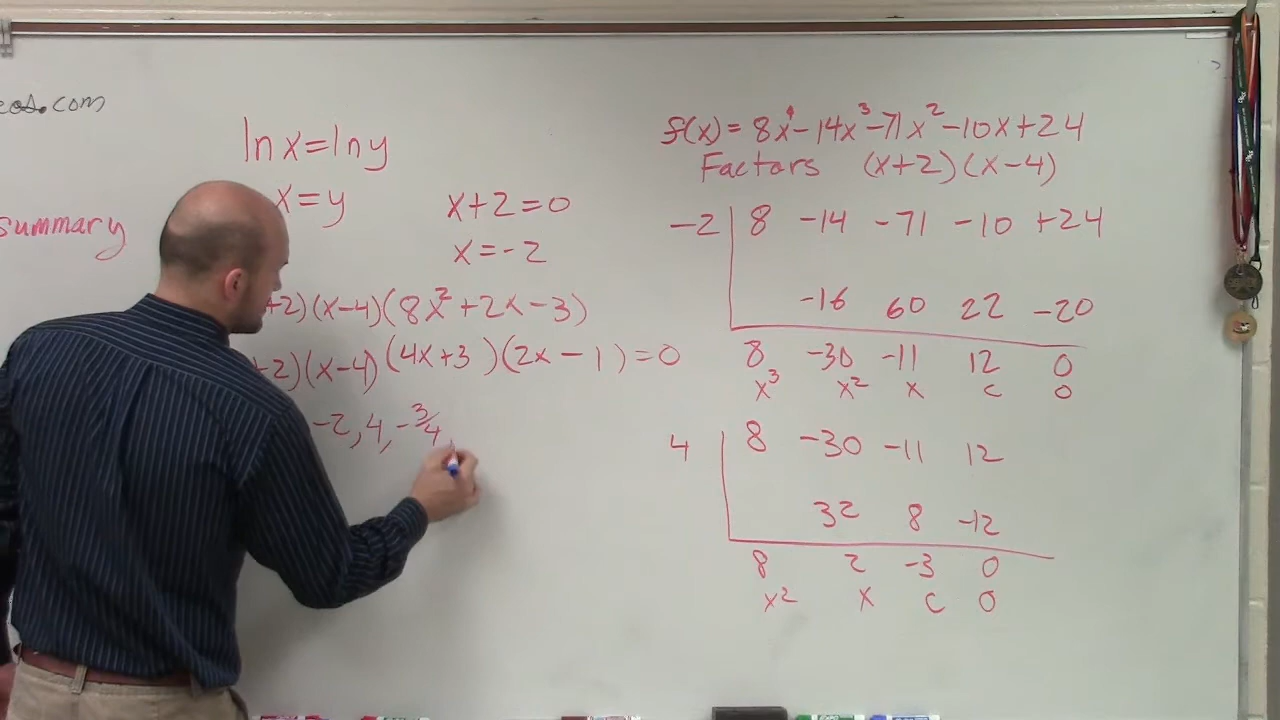 eos.com
ln x = ln y
x = y
summary
x+2=0
x=-2
+2)(x-4)(8x²+2x-3)
+2)(x-4)(4x+3)(2x-1)=0
-2, 4, -3/4,
f(x)= 8x⁴-14x³-71x²-10x+24
Factors (x+2)(x-4)
-2 | 8 -14 -71 -10 +24
-16 60 22 -20
8 -30 -11 12 0
x³ x² x c 0
4 | 8 -30 -11 12
32 8 -12
8 2 -3 0
x² x c 0